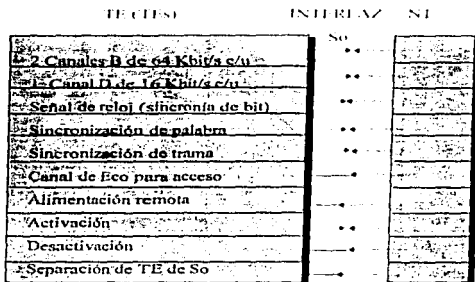 TE (TEs) INTERFAZ NT
So
2 Canales B de 64 Kbit/s c/u
1 Canal D de 16 Kbit/s c/u
Señal de reloj (sincronía de bit)
Sincronización de palabra
Sincronización de trama
Canal de Eco para acceso
Alimentación remota
Activación
Desactivación
Separación de TE de So